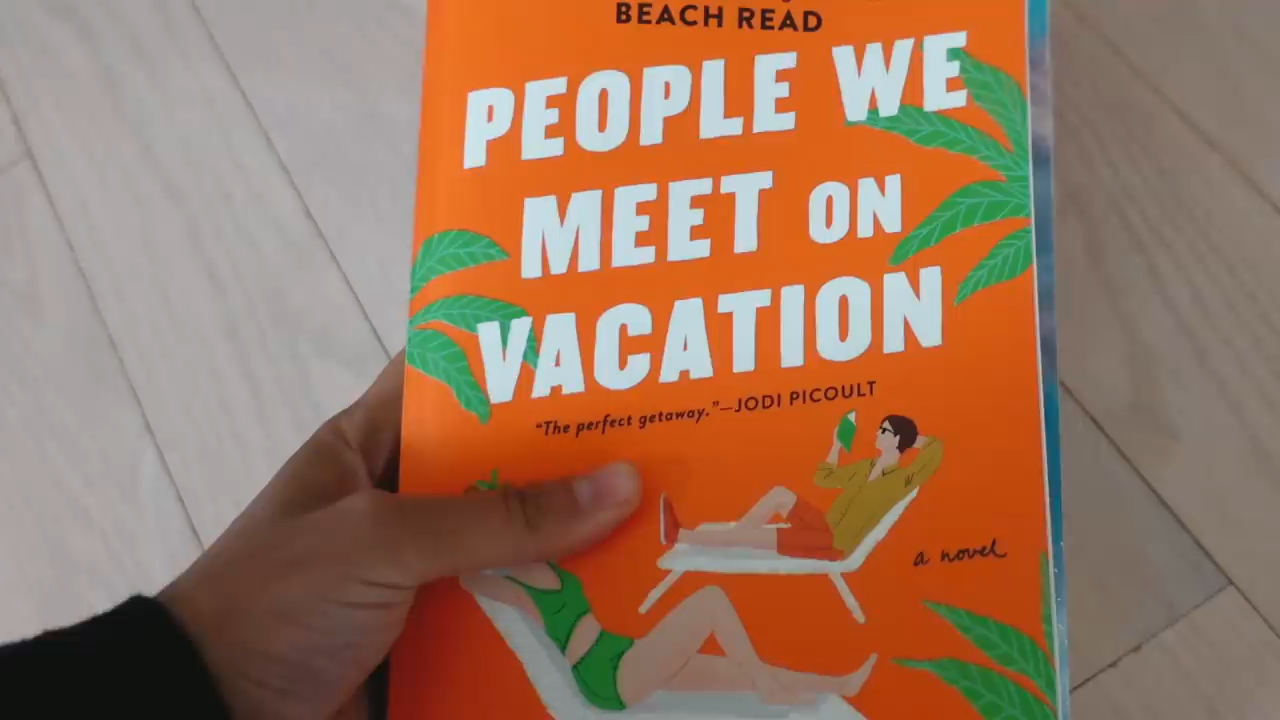 BEACH READ
PEOPLE WE
MEET ON
VACATION
“The perfect getaway.”—JODI PICOULT
a novel